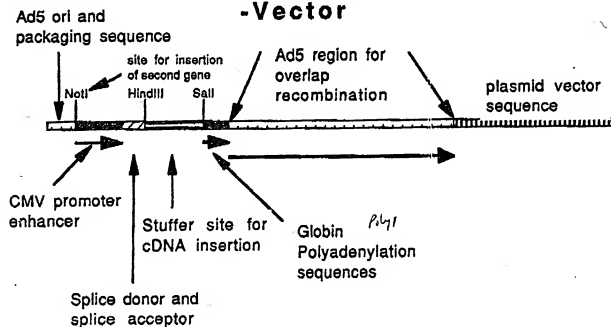 -Vector
Ad5 ori and
packaging sequence
site for insertion
of second gene
NotI
HindIII
SalI
Ad5 region for
overlap
recombination
plasmid vector
sequence
CMV promoter
enhancer
Stuffer site for
cDNA insertion
Globin
Polyadenylation
sequences
Splice donor and
splice acceptor